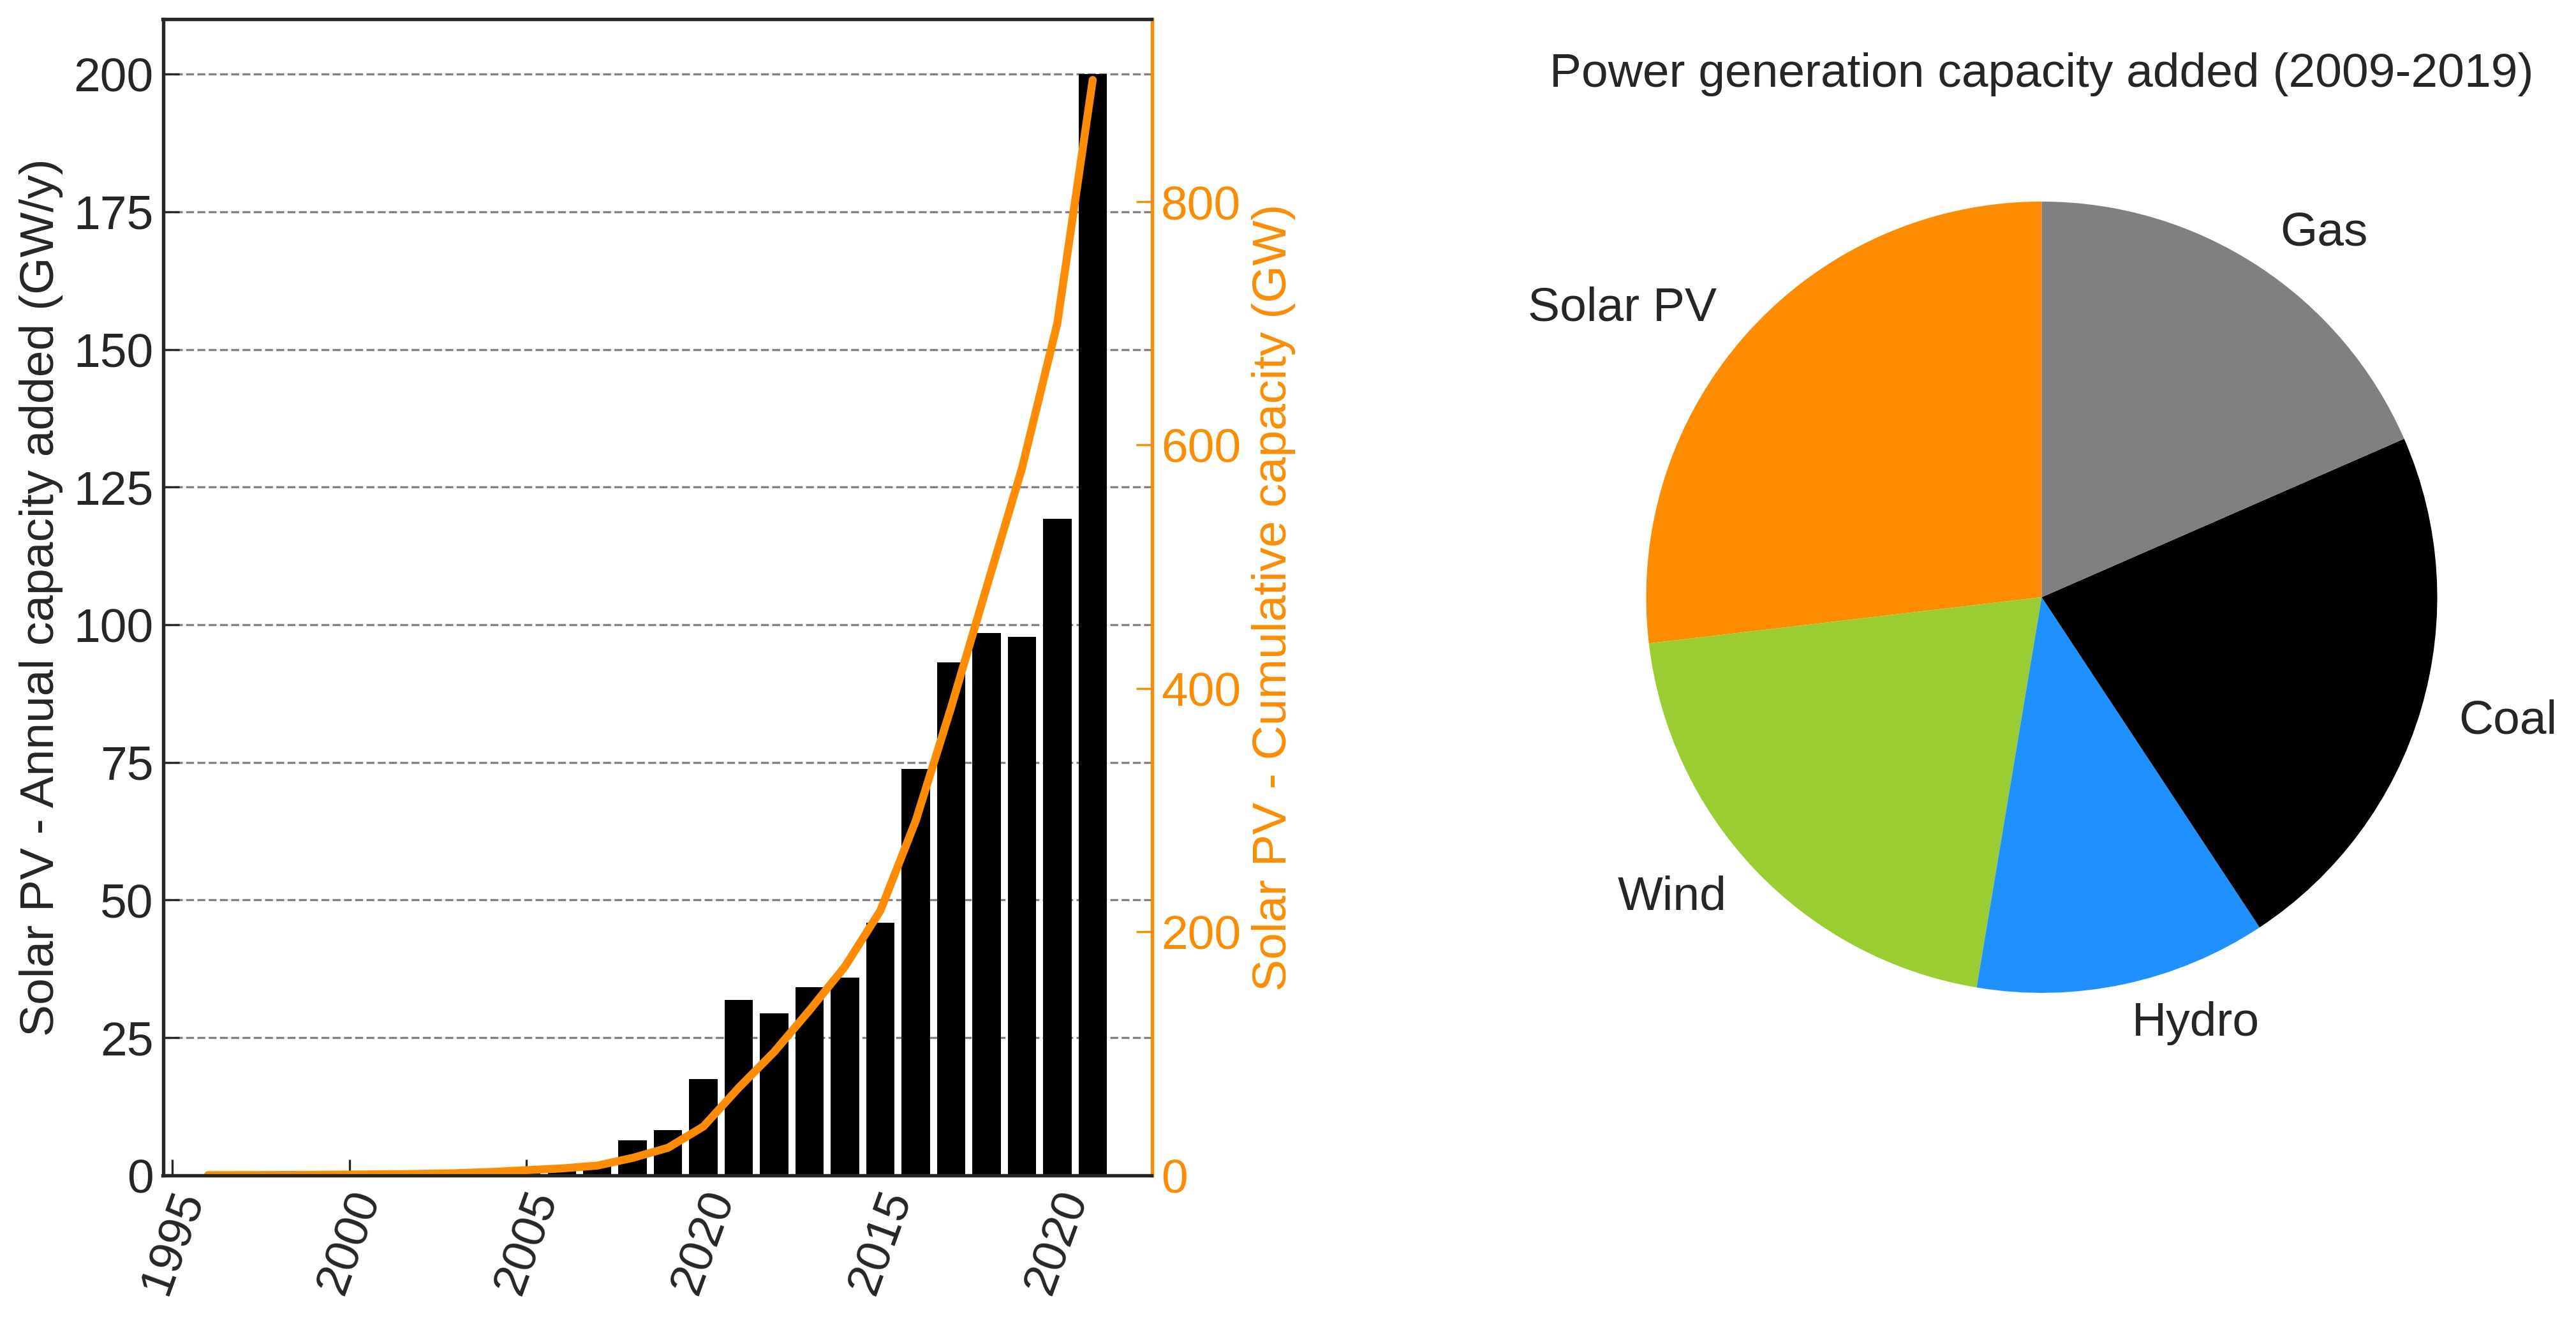 Solar PV - Annual capacity added (GW/y)
200
175
150
125
100
75
50
25
0
1995
2000
2005
2020
2015
2020
800
600
400
200
0
Solar PV - Cumulative capacity (GW)
Power generation capacity added (2009-2019)
Gas
Solar PV
Coal
Wind
Hydro